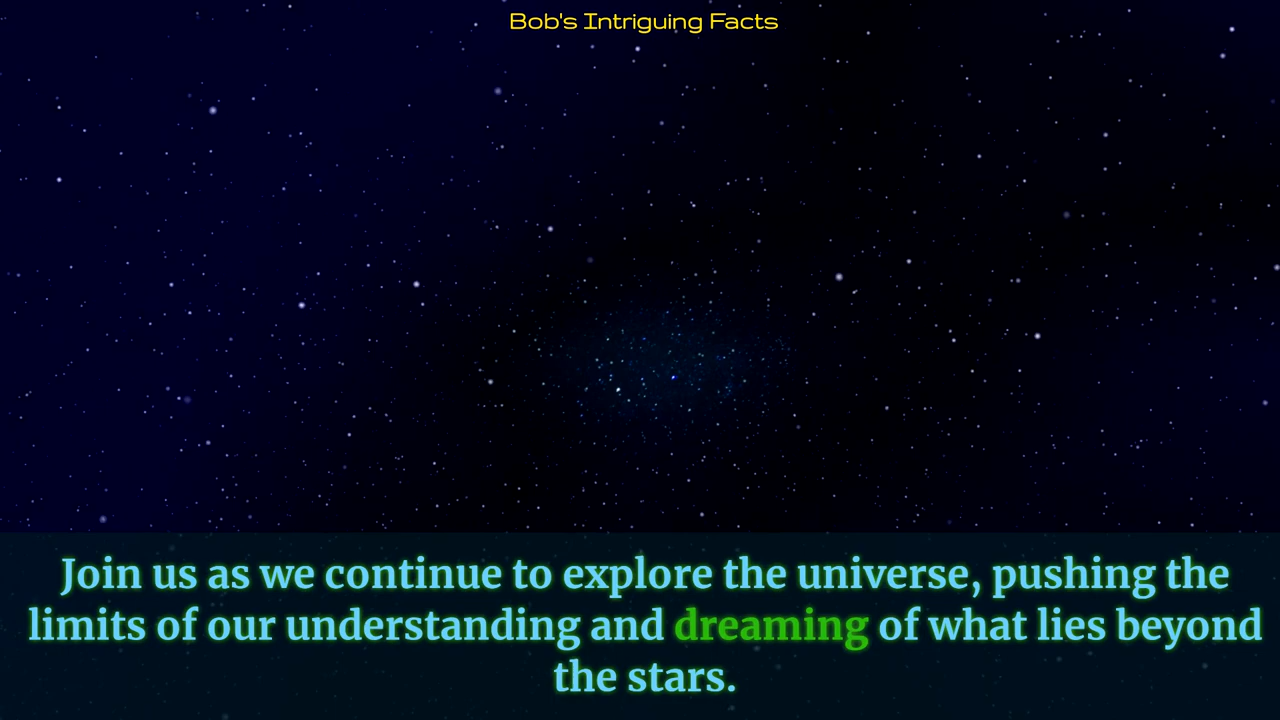 Bob's Intriguing Facts
Join us as we continue to explore the universe, pushing the
limits of our understanding and dreaming of what lies beyond
the stars.